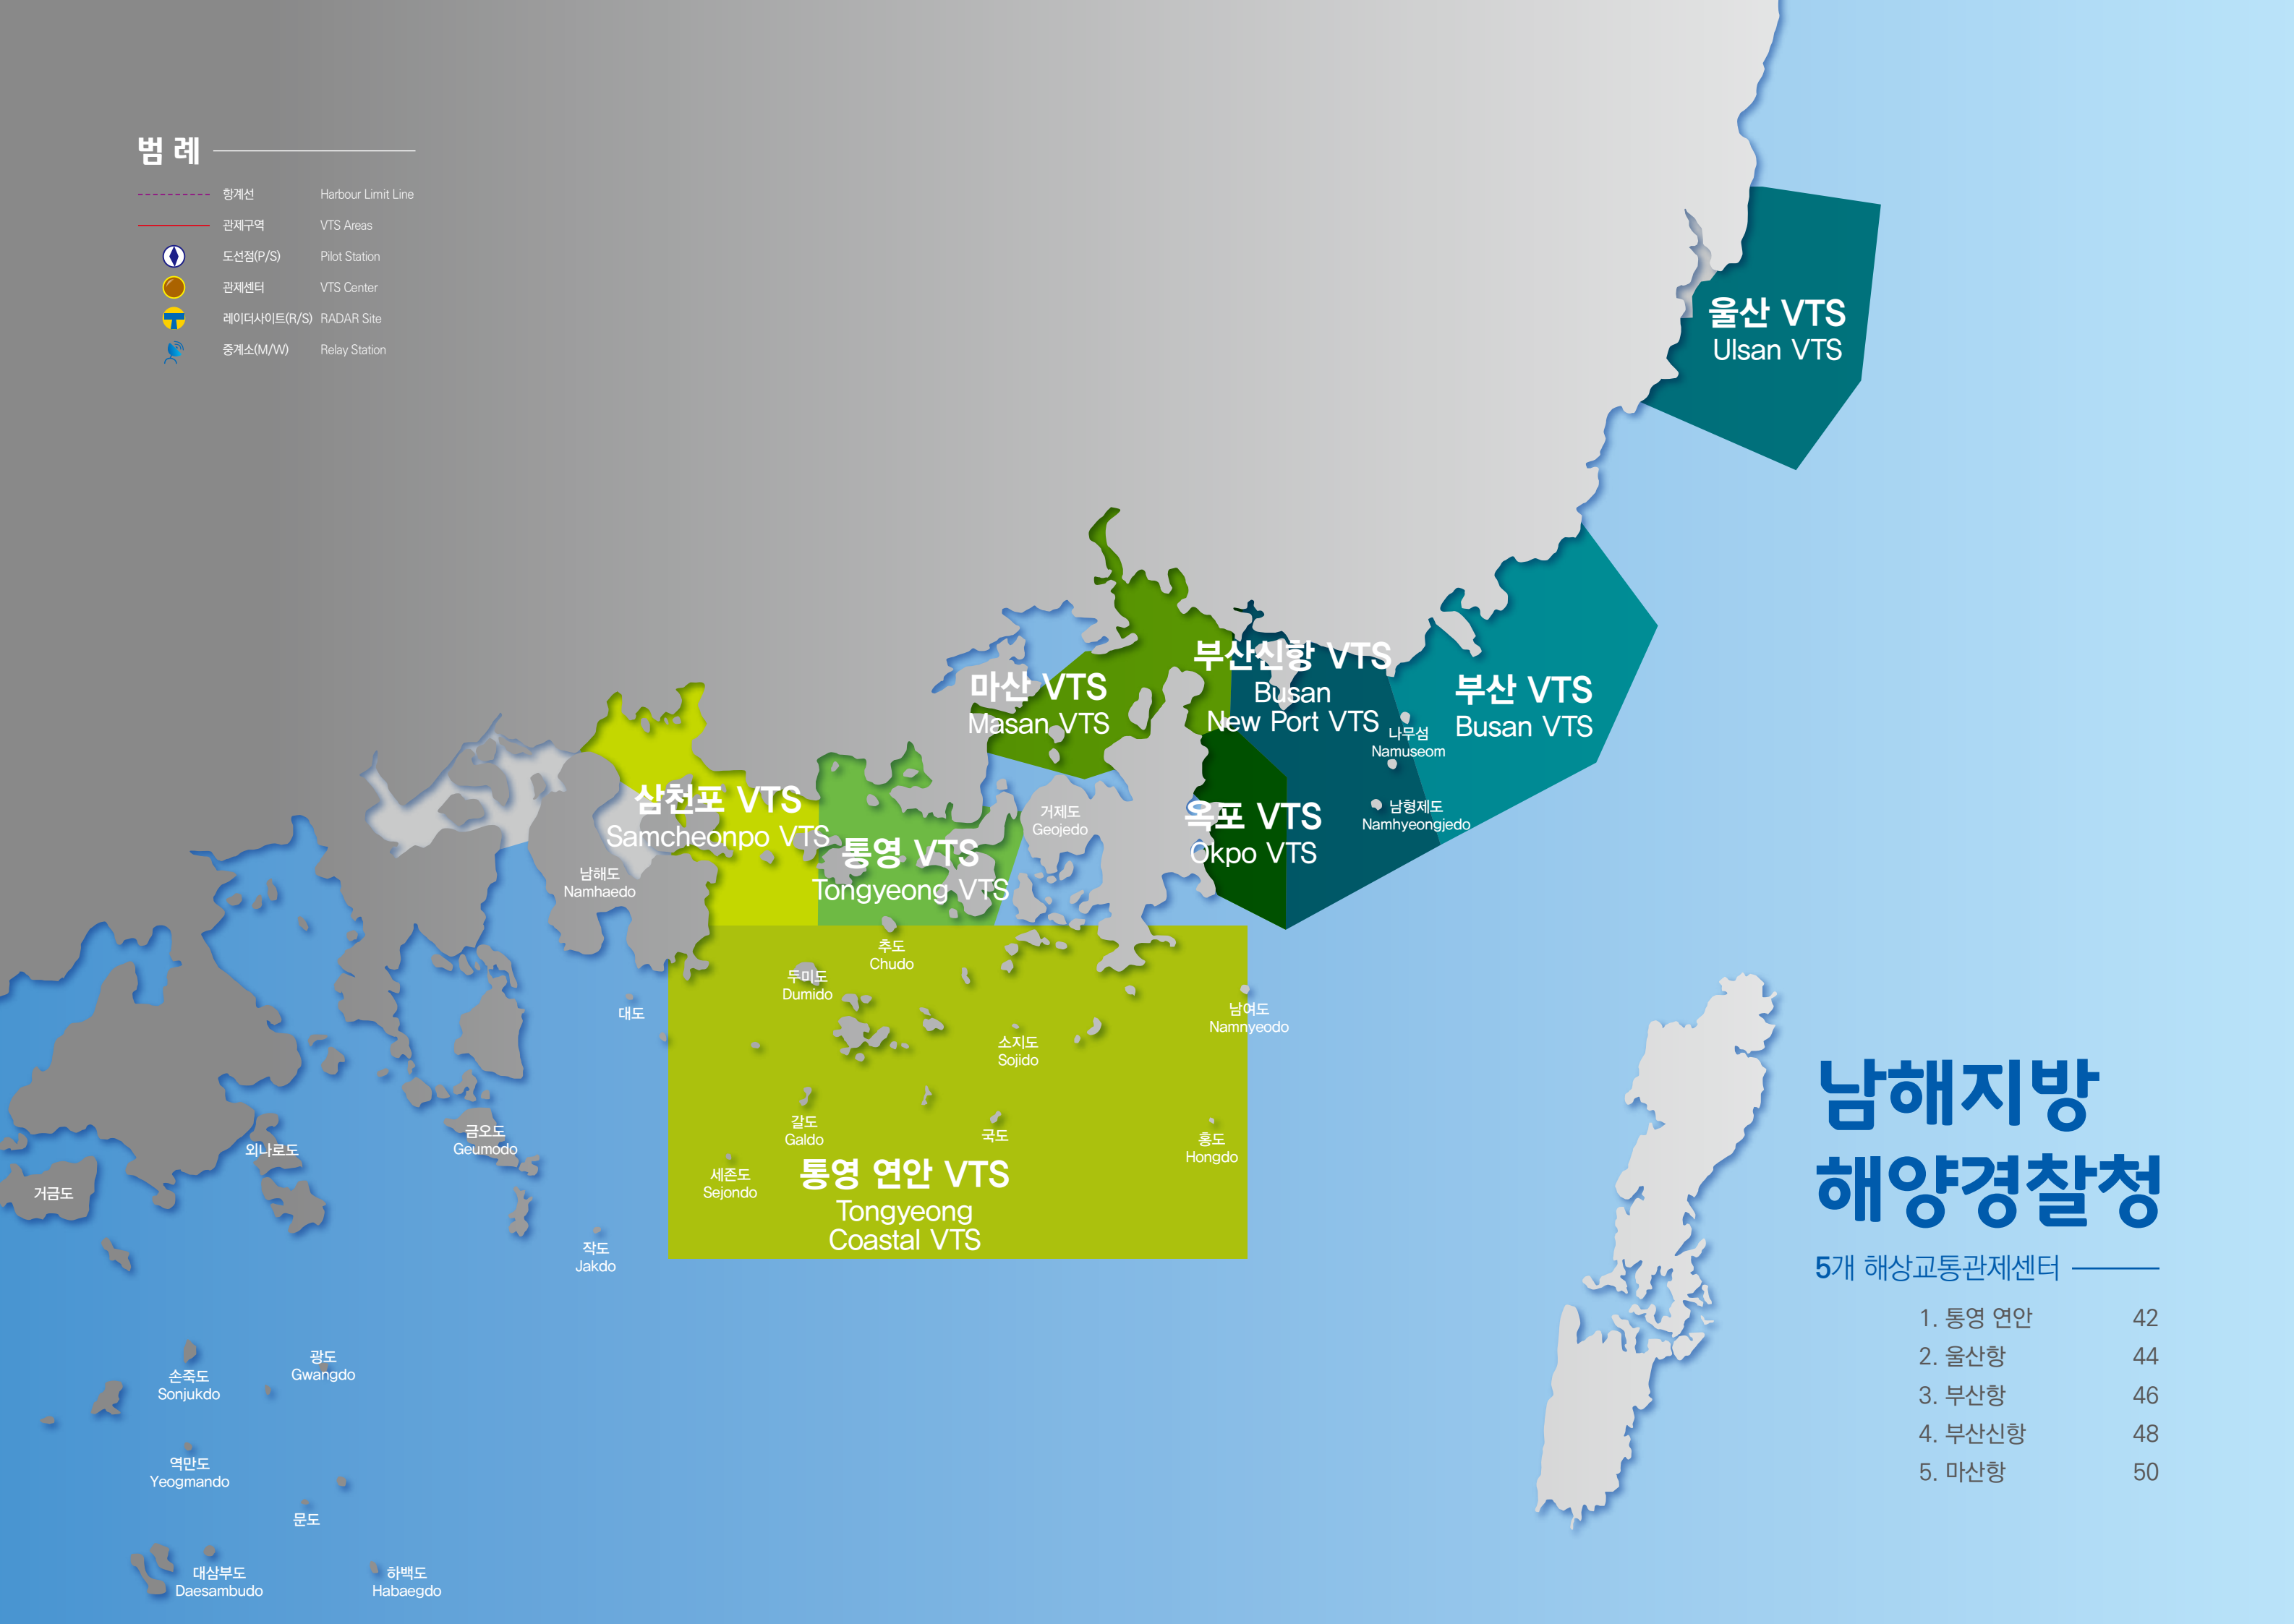 범 례
항계선 Harbour Limit Line
관제구역 VTS Areas
도선점(P/S) Pilot Station
관제센터 VTS Center
레이더사이트(R/S) RADAR Site
중계소(M/W) Relay Station
울산 VTS
Ulsan VTS
부산신항 VTS
Busan
New Port VTS
마산 VTS
Masan VTS
부산 VTS
Busan VTS
나무섬
Namuseom
남형제도
Namhyeongjedo
삼천포 VTS
Samcheonpo VTS
거제도
Geojedo
옥포 VTS
Okpo VTS
통영 VTS
Tongyeong VTS
남해도
Namhaedo
추도
Chudo
두미도
Dumido
대도
남여도
Namnyeodo
소지도
Sojido
갈도
Galdo
국도
홍도
Hongdo
금오도
Geumodo
외나로도
거금도
세존도
Sejondo
통영 연안 VTS
Tongyeong
Coastal VTS
작도
Jakdo
손죽도
Sonjukdo
광도
Gwangdo
역만도
Yeogmando
문도
대삼부도
Daesambudo
하백도
Habaegdo
남해지방
해양경찰청
5개 해상교통관제센터
1. 통영 연안 42
2. 울산항 44
3. 부산항 46
4. 부산신항 48
5. 마산항 50